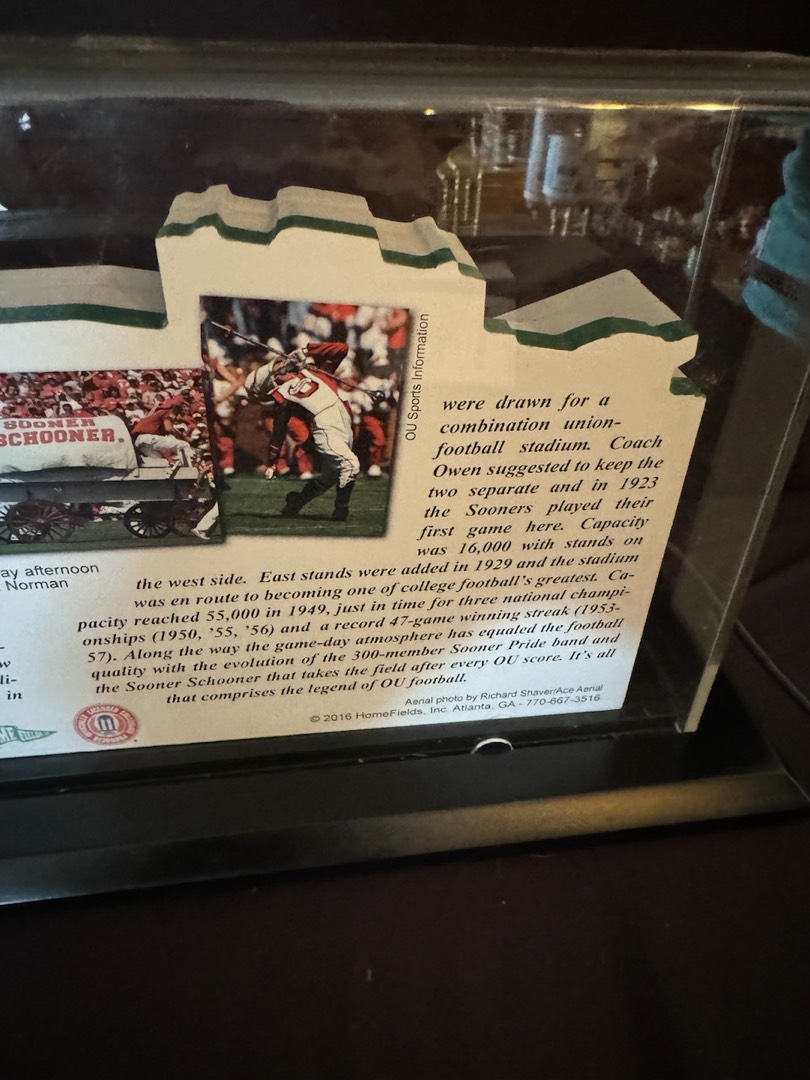 SOONER
SCHOONER.
OU Sports Information
ay afternoon
Norman
were drawn for a
combination union-
football stadium. Coach
Owen suggested to keep the
two separate and in 1923
the Sooners played their
first game here. Capacity
was 16,000 with stands on
the west side. East stands were added in 1929 and the stadium
was en route to becoming one of college football's greatest. Ca-
pacity reached 55,000 in 1949, just in time for three national champi-
onships (1950, '55, '56) and a record 47-game winning streak (1953-
57). Along the way the game-day atmosphere has equaled the football
quality with the evolution of the 300-member Sooner Pride band and
the Sooner Schooner that takes the field after every OU score. It's all
that comprises the legend of OU football.
w
li-
in
Aerial photo by Richard Shaver/Ace Aerial
© 2016 HomeFields, Inc. Atlanta, GA - 770-667-3516